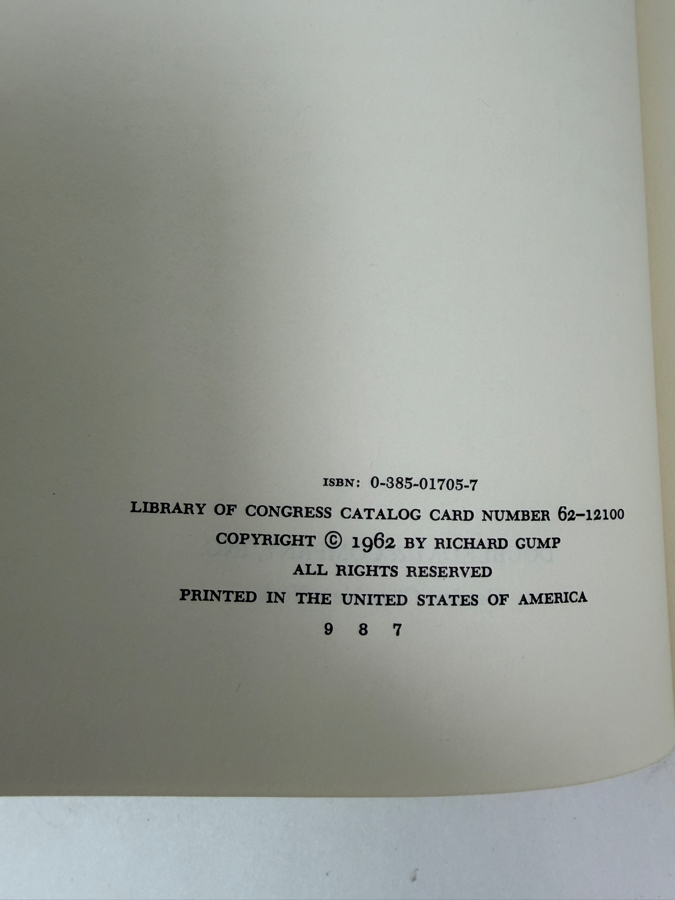 ISBN: 0-385-01705-7
LIBRARY OF CONGRESS CATALOG CARD NUMBER 62-12100
COPYRIGHT © 1962 BY RICHARD GUMP
ALL RIGHTS RESERVED
PRINTED IN THE UNITED STATES OF AMERICA
9 8 7